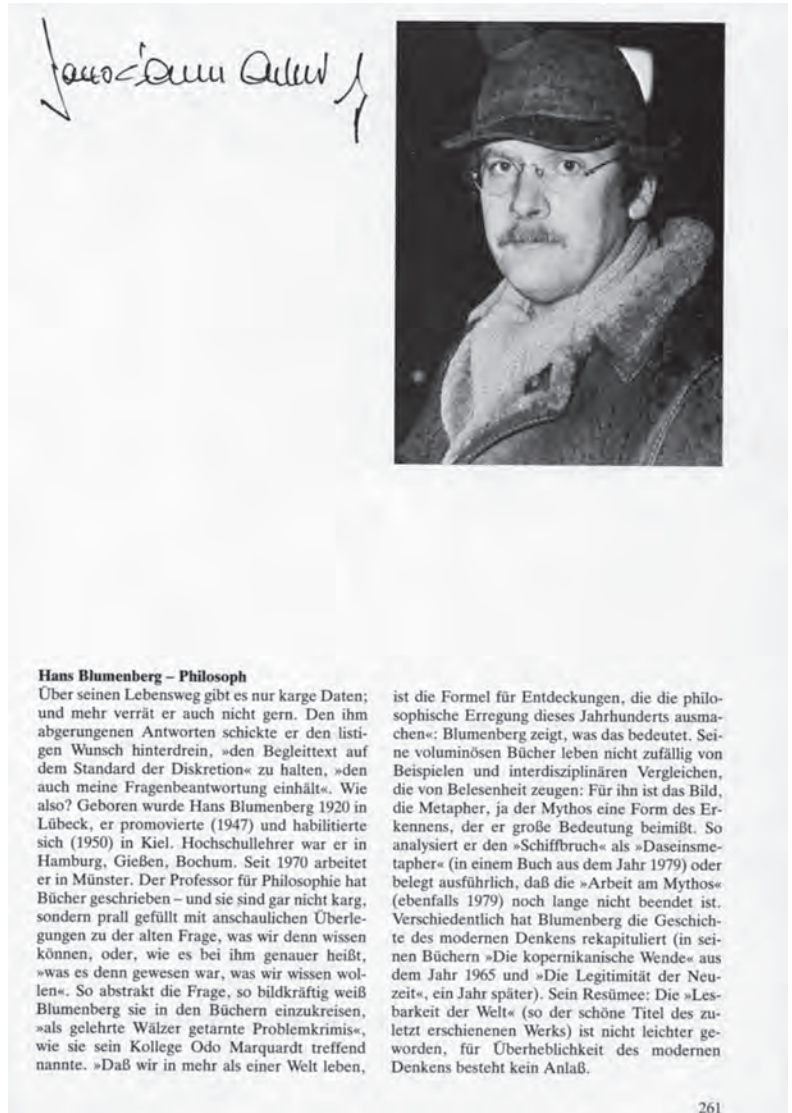 Hans Blumenberg – Philosoph
Über seinen Lebensweg gibt es nur karge Daten;
und mehr verrät er auch nicht gern. Den ihm
abgerungenen Antworten schickte er den listi-
gen Wunsch hinterdrein, »den Begleittext auf
dem Standard der Diskretion« zu halten, »den
auch meine Fragenbeantwortung einhält«. Wie
also? Geboren wurde Hans Blumenberg 1920 in
Lübeck, er promovierte (1947) und habilitierte
sich (1950) in Kiel. Hochschullehrer war er in
Hamburg, Gießen, Bochum. Seit 1970 arbeitet
er in Münster. Der Professor für Philosophie hat
Bücher geschrieben – und sie sind gar nicht karg,
sondern prall gefüllt mit anschaulichen Überle-
gungen zu der alten Frage, was wir denn wissen
können, oder, wie es bei ihm genauer heißt,
»was es denn gewesen war, was wir wissen wol-
len«. So abstrakt die Frage, so bildkräftig weiß
Blumenberg sie in den Büchern einzukreisen,
»als gelehrte Wälzer getarnte Problemkrimis«,
wie sie sein Kollege Odo Marquardt treffend
nannte. »Daß wir in mehr als einer Welt leben,
ist die Formel für Entdeckungen, die die philo-
sophische Erregung dieses Jahrhunderts ausma-
chen«: Blumenberg zeigt, was das bedeutet. Sei-
ne voluminösen Bücher leben nicht zufällig von
Beispielen und interdisziplinären Vergleichen,
die von Belesenheit zeugen: Für ihn ist das Bild,
die Metapher, ja der Mythos eine Form des Er-
kennens, der er große Bedeutung beimißt. So
analysiert er den »Schiffbruch« als »Daseinsme-
tapher« (in einem Buch aus dem Jahr 1979) oder
belegt ausführlich, daß die »Arbeit am Mythos«
(ebenfalls 1979) noch lange nicht beendet ist.
Verschiedentlich hat Blumenberg die Geschich-
te des modernen Denkens rekapituliert (in sei-
nen Büchern »Die kopernikanische Wende« aus
dem Jahr 1965 und »Die Legitimität der Neu-
zeit«, ein Jahr später). Sein Resümee: Die »Les-
barkeit der Welt« (so der schöne Titel des zu-
letzt erschienenen Werks) ist nicht leichter ge-
worden, für Überheblichkeit des modernen
Denkens besteht kein Anlaß.
261